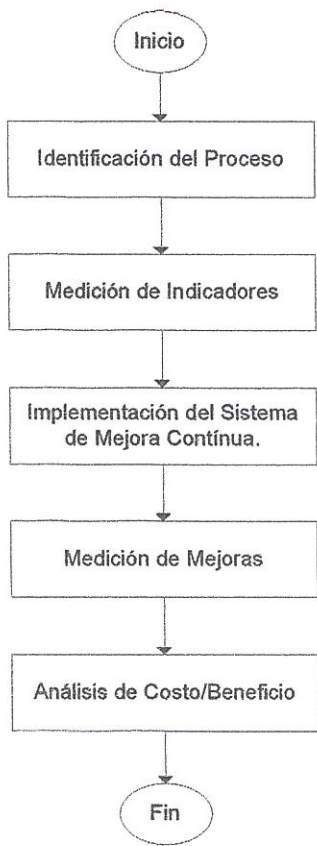 Inicio
Identificación del Proceso
Medición de Indicadores
Implementación del Sistema
de Mejora Contínua.
Medición de Mejoras
Análisis de Costo/Beneficio
Fin